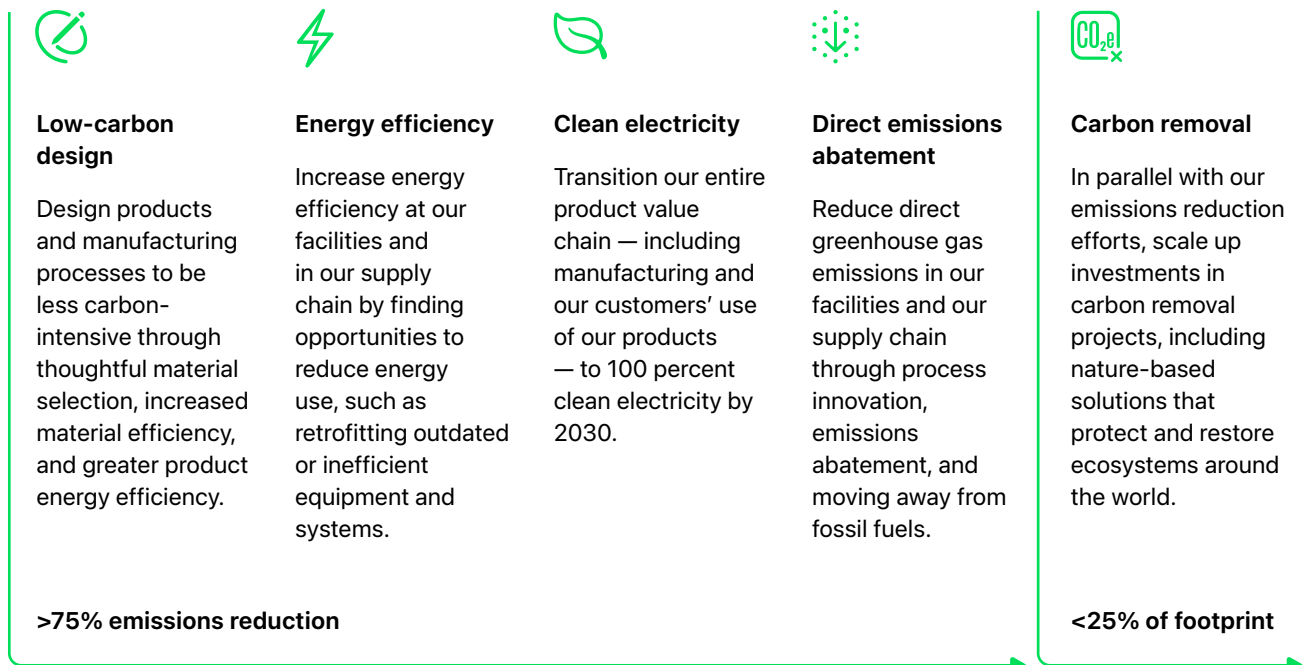 Low-carbon
design
Design products
and manufacturing
processes to be
less carbon-
intensive through
thoughtful material
selection, increased
material efficiency,
and greater product
energy efficiency.
Energy efficiency
Increase energy
efficiency at our
facilities and
in our supply
chain by finding
opportunities to
reduce energy
use, such as
retrofitting outdated
or inefficient
equipment and
systems.
Clean electricity
Transition our entire
product value
chain — including
manufacturing and
our customers’ use
of our products
— to 100 percent
clean electricity by
2030.
Direct emissions
abatement
Reduce direct
greenhouse gas
emissions in our
facilities and our
supply chain
through process
innovation,
emissions
abatement, and
moving away from
fossil fuels.
>75% emissions reduction
CO₂e
Carbon removal
In parallel with our
emissions reduction
efforts, scale up
investments in
carbon removal
projects, including
nature-based
solutions that
protect and restore
ecosystems around
the world.
<25% of footprint